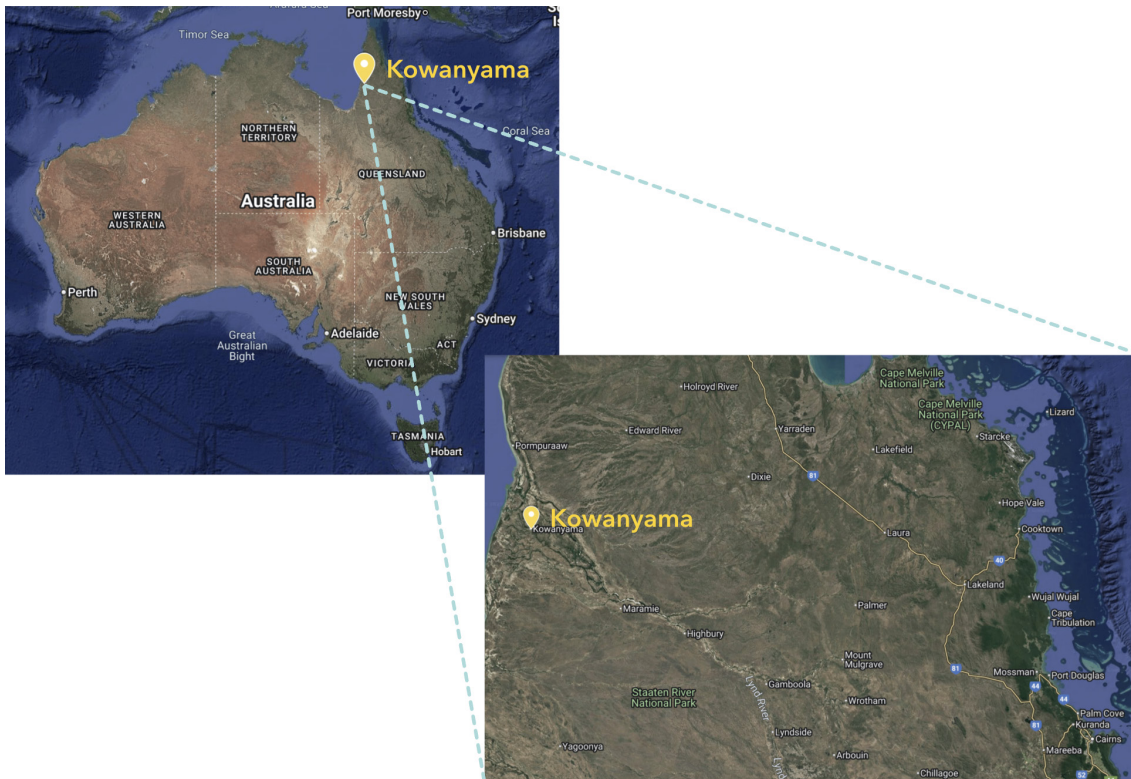 Port Moresby
Timor Sea
Kowanyama
Coral Sea
NORTHERN
TERRITORY
QUEENSLAND
Australia
WESTERN
AUSTRALIA
Brisbane
SOUTH
AUSTRALIA
Perth
NEW SOUTH
WALES
Sydney
Adelaide
Great
Australian
Bight
ACT
VICTORIA
TASMANIA
Hobart
Cape Melville
National Park
Holroyd River
Cape Melville
National Park
(CYPAL)
Lizard
Edward River
Yarraden
Starcke
Pormpuraaw
Lakefield
Dixie
81
Hope Vale
Kowanyama
Kowanyama
Laura
Cooktown
40
Lakeland
Wujal Wujal
Maramie
Palmer
Cape
Tribulation
Highbury
Mount
Mulgrave
81
Mossman
Port Douglas
Gamboola
44
44
Staaten River
National Park
Lynd River
Wrotham
Palm Cove
Kuranda
81
Lyndside
Cairns
Yagoonya
Arbouin
Mareeba
Chillagoe
52